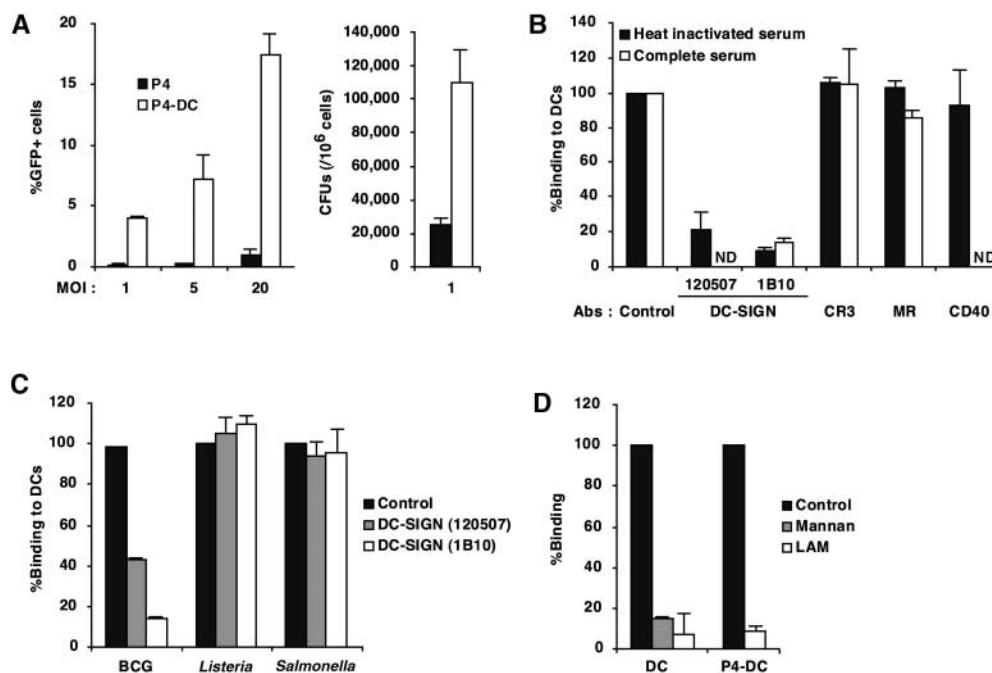 A
%GFP+ cells
20
15
10
5
0
P4
P4-DC
MOI : 1 5 20
CFUs (/10⁶ cells)
140,000
120,000
100,000
80,000
60,000
40,000
20,000
0
1
B
%Binding to DCs
140
120
100
80
60
40
20
0
Heat inactivated serum
Complete serum
ND
ND
120507 1B10
Abs : Control DC-SIGN CR3 MR CD40
C
%Binding to DCs
120
100
80
60
40
20
0
BCG Listeria Salmonella
Control
DC-SIGN (120507)
DC-SIGN (1B10)
D
%Binding
120
100
80
60
40
20
0
DC P4-DC
Control
Mannan
LAM